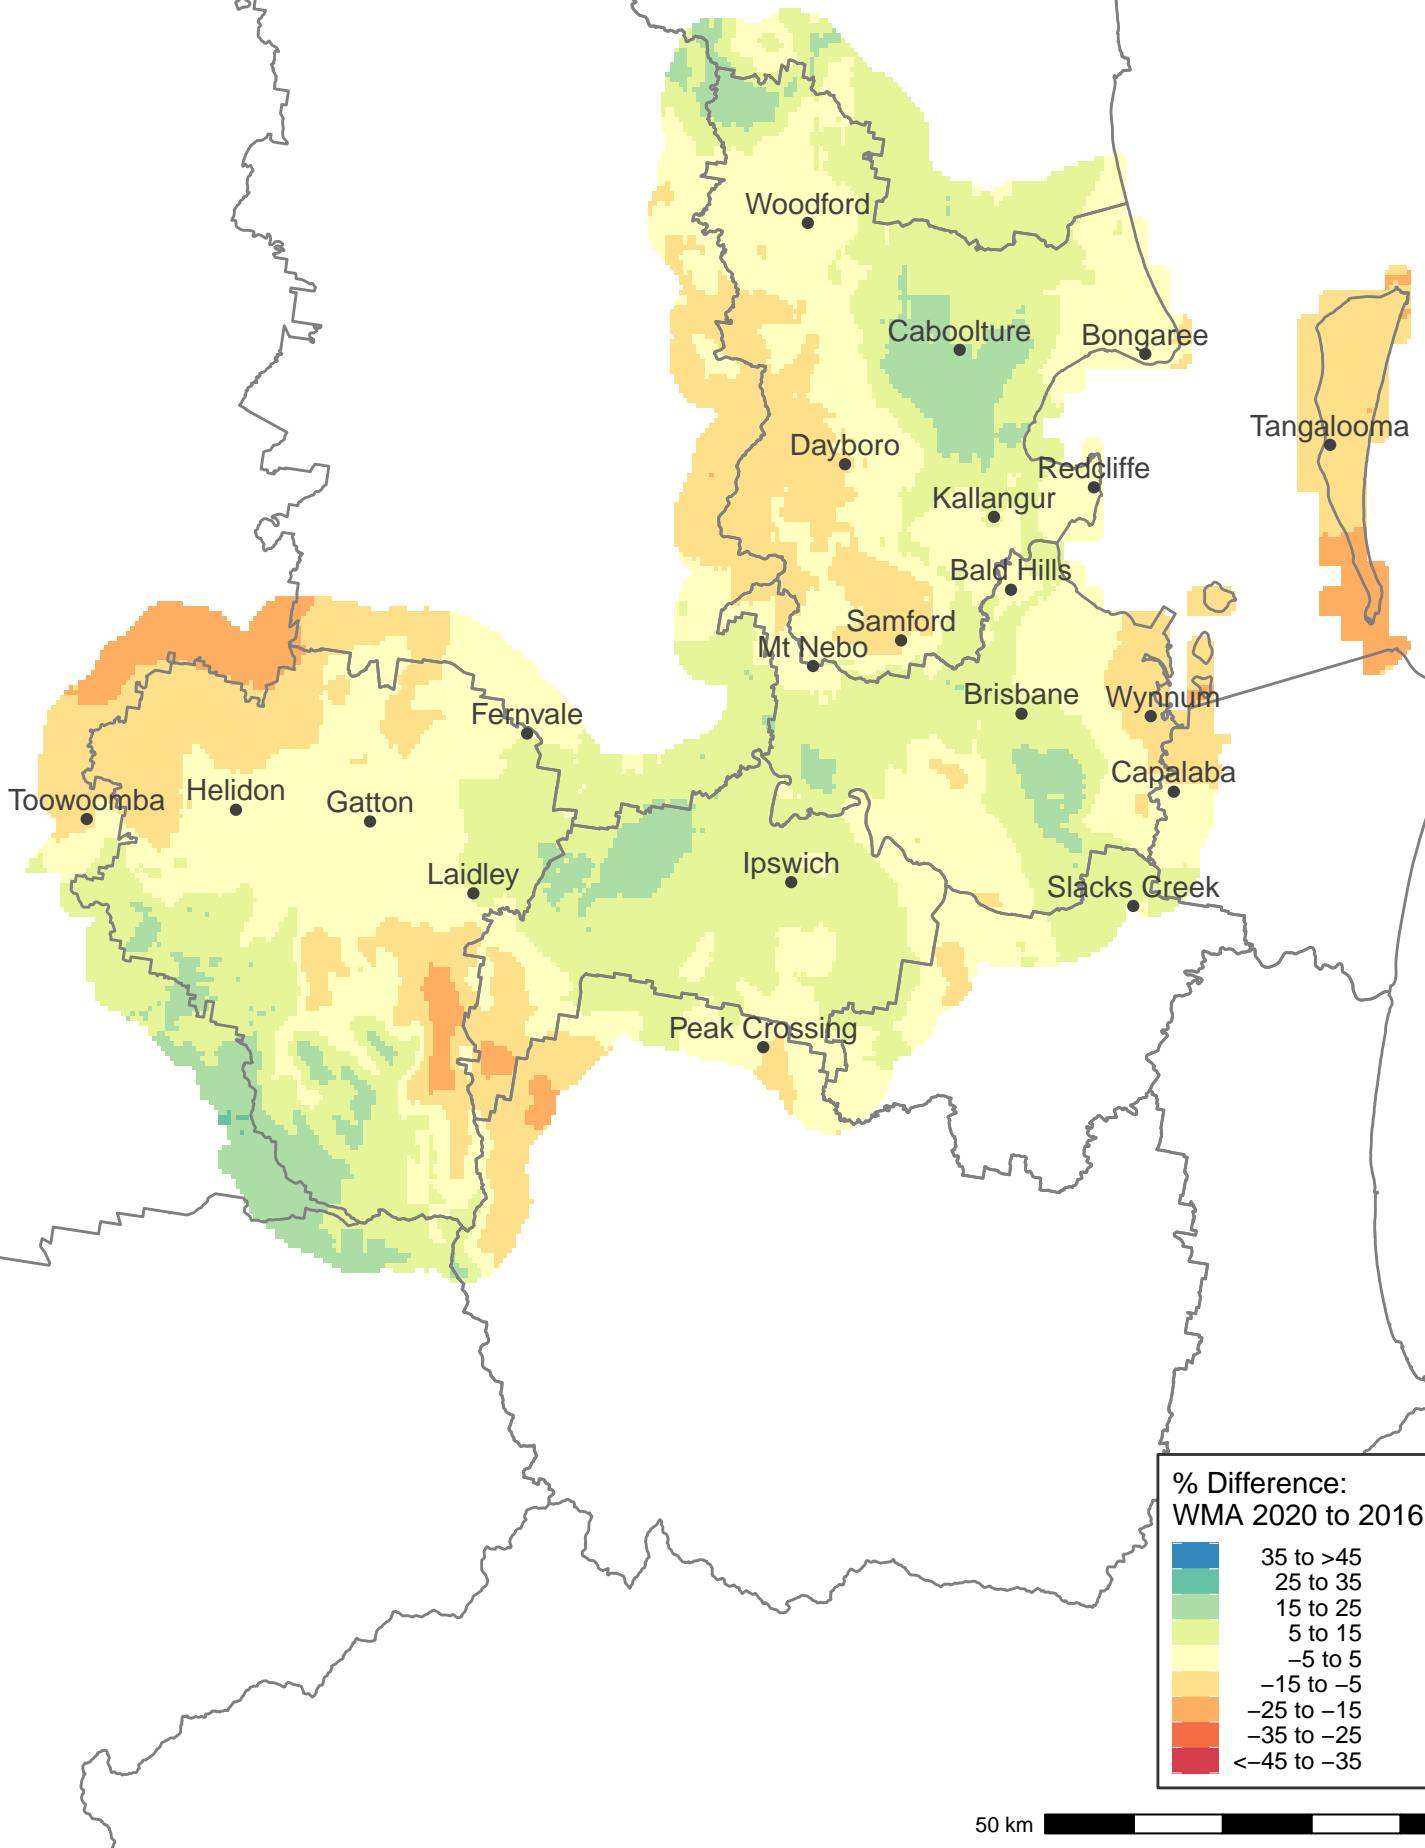 Woodford
Caboolture
Bongaree
Tangalooma
Dayboro
Redcliffe
Kallangur
Bald Hills
Samford
Mt Nebo
Brisbane
Wynnum
Fernvale
Capalaba
Toowoomba
Helidon
Gatton
Ipswich
Laidley
Slacks Creek
Peak Crossing
% Difference:
WMA 2020 to 2016
35 to >45
25 to 35
15 to 25
5 to 15
−5 to 5
−15 to −5
−25 to −15
−35 to −25
<−45 to −35
50 km